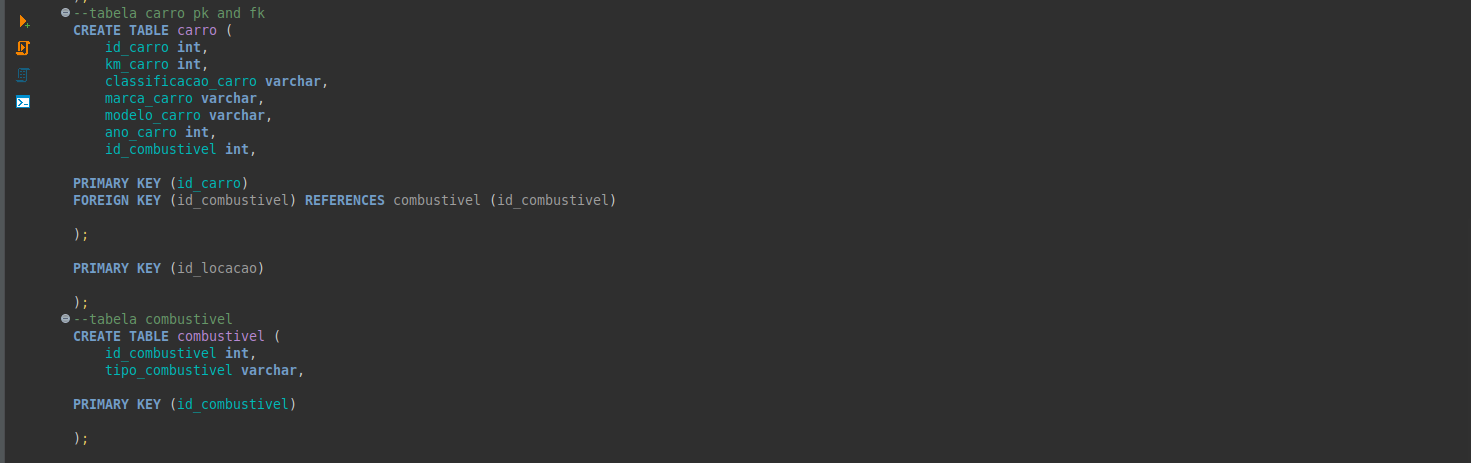 );
--tabela carro pk and fk
CREATE TABLE carro (
    id_carro int,
    km_carro int,
    classificacao_carro varchar,
    marca_carro varchar,
    modelo_carro varchar,
    ano_carro int,
    id_combustivel int,

PRIMARY KEY (id_carro)
FOREIGN KEY (id_combustivel) REFERENCES combustivel (id_combustivel)

);

PRIMARY KEY (id_locacao)

);
--tabela combustivel
CREATE TABLE combustivel (
    id_combustivel int,
    tipo_combustivel varchar,

PRIMARY KEY (id_combustivel)

);